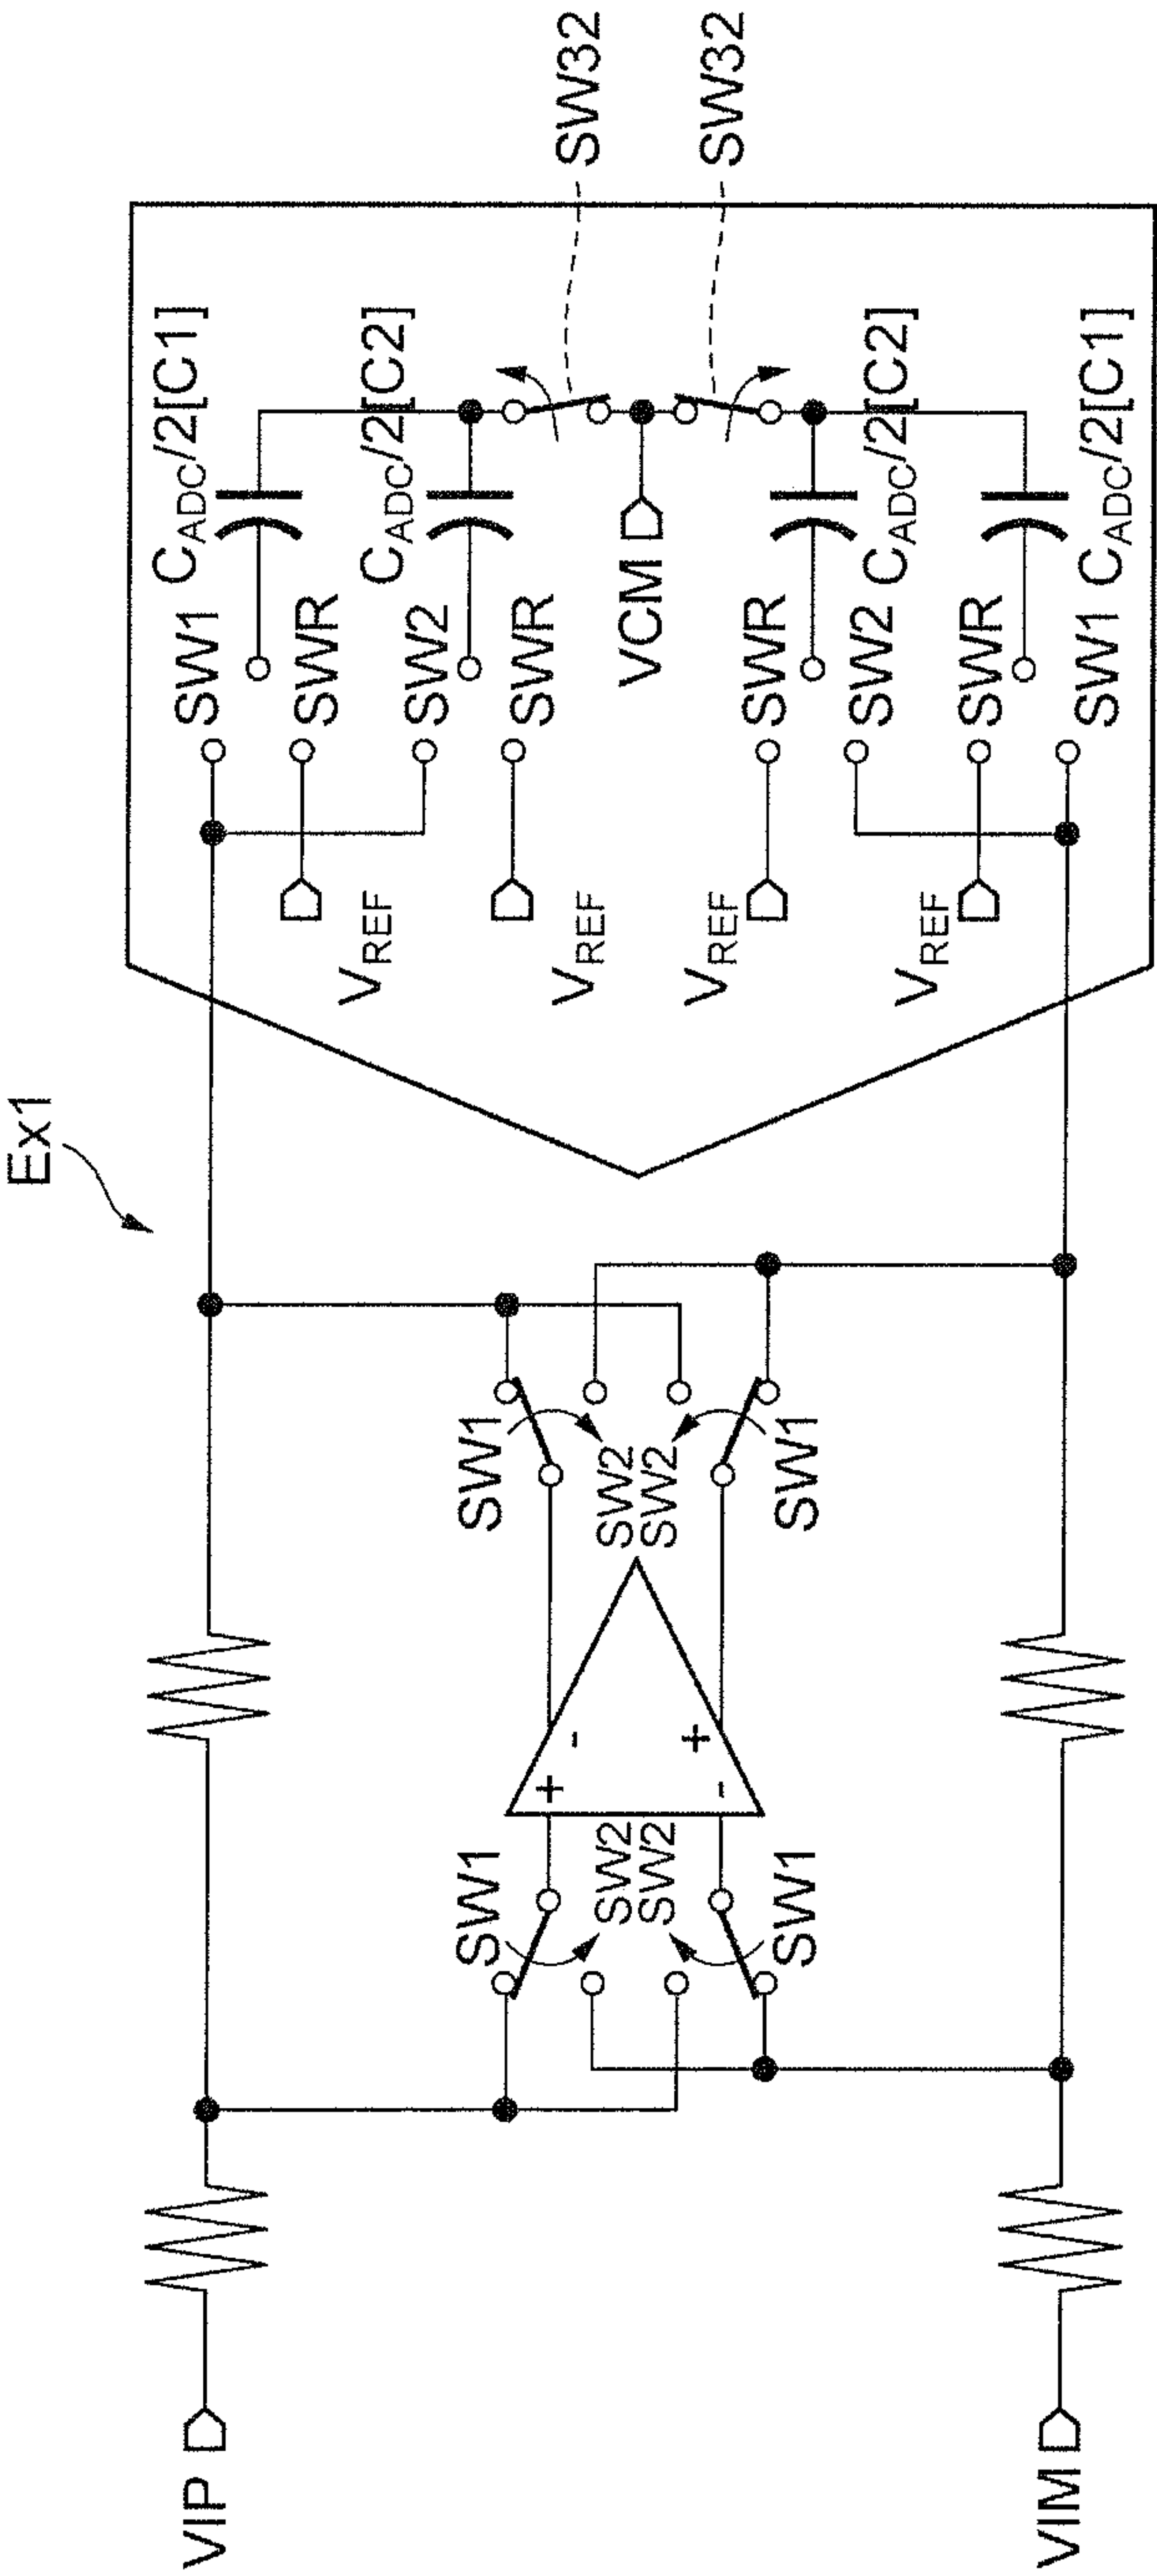 Ex1
VIP
VIM
SW1
SW2
SW2
SW1
+
-
-
+
SW1
SW2
SW2
SW1
SW1
SWR
SW2
SWR
SWR
SW2
SWR
SW1
VREF
VREF
VREF
VREF
VCM
CADC/2[C1]
CADC/2[C2]
CADC/2[C2]
CADC/2[C1]
SW32
SW32